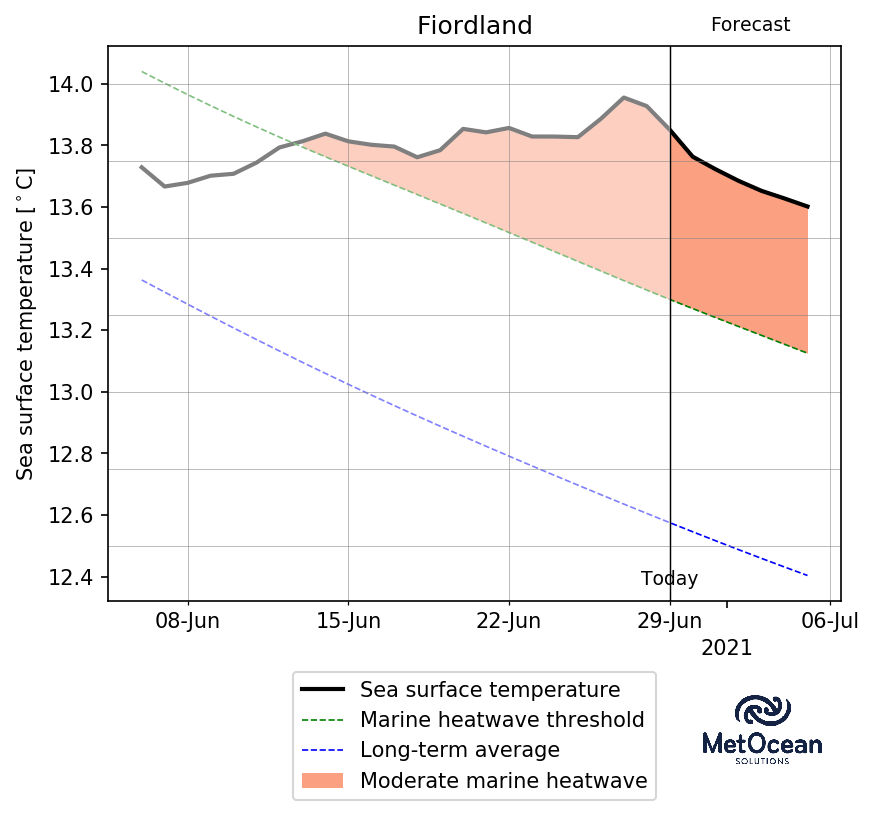 Fiordland
Forecast
Sea surface temperature [°C]
14.0
13.8
13.6
13.4
13.2
13.0
12.8
12.6
12.4
Today
08-Jun
15-Jun
22-Jun
29-Jun
06-Jul
2021
Sea surface temperature
Marine heatwave threshold
Long-term average
Moderate marine heatwave
MetOcean
SOLUTIONS